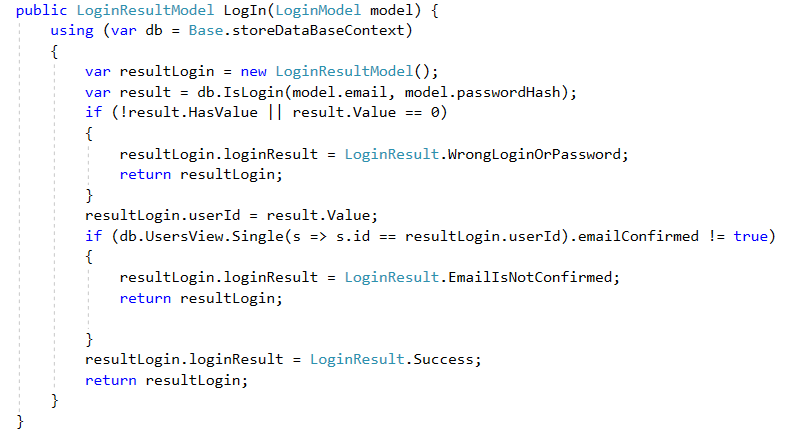 public LoginResultModel LogIn(LoginModel model) {
    using (var db = Base.storeDataBaseContext)
    {
        var resultLogin = new LoginResultModel();
        var result = db.IsLogin(model.email, model.passwordHash);
        if (!result.HasValue || result.Value == 0)
        {
            resultLogin.loginResult = LoginResult.WrongLoginOrPassword;
            return resultLogin;
        }
        resultLogin.userId = result.Value;
        if (db.UsersView.Single(s => s.id == resultLogin.userId).emailConfirmed != true)
        {
            resultLogin.loginResult = LoginResult.EmailIsNotConfirmed;
            return resultLogin;

        }
        resultLogin.loginResult = LoginResult.Success;
        return resultLogin;
    }
}